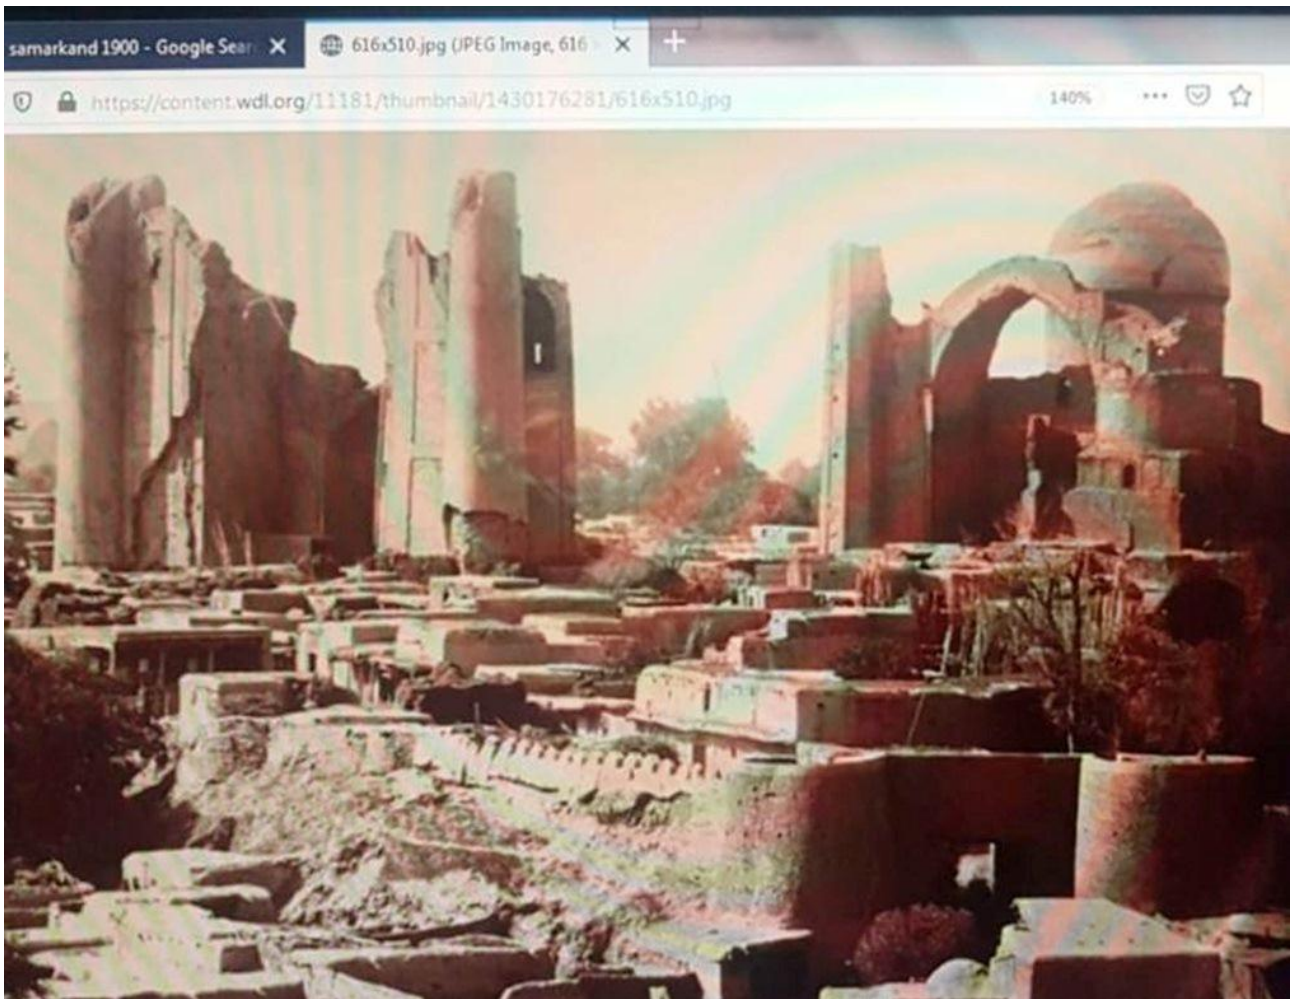 samarkand 1900 - Google Sear
616x510.jpg (JPEG Image, 616
https://content.wdl.org/11181/thumbnail/1430176281/616x510.jpg
140%